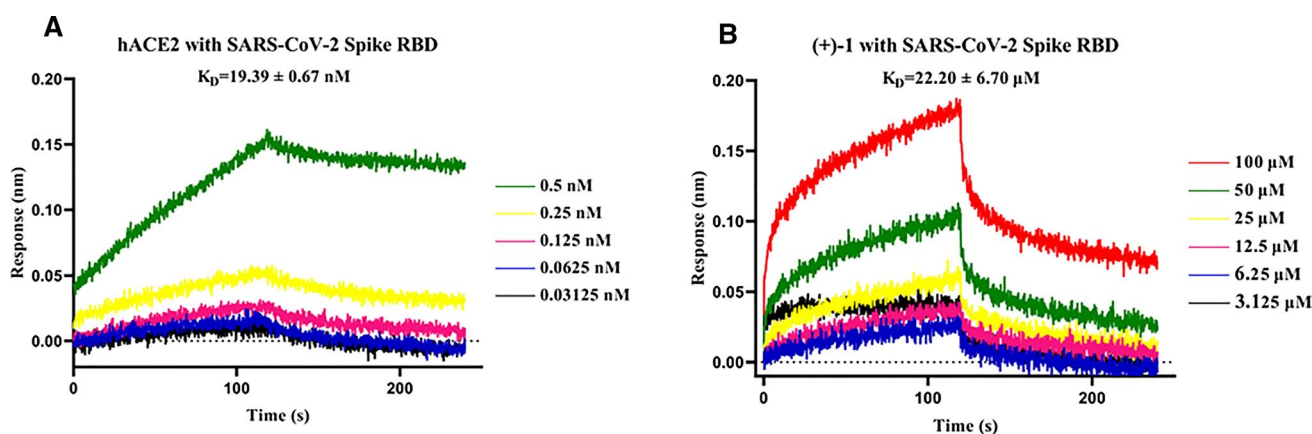 A
hACE2 with SARS-CoV-2 Spike RBD
K_D=19.39 ± 0.67 nM
0.20
0.15
0.10
0.05
0.00
Response (nm)
0
100
200
Time (s)
0.5 nM
0.25 nM
0.125 nM
0.0625 nM
0.03125 nM
B
(+)-1 with SARS-CoV-2 Spike RBD
K_D=22.20 ± 6.70 µM
0.20
0.15
0.10
0.05
0.00
Response (nm)
0
100
200
Time (s)
100 µM
50 µM
25 µM
12.5 µM
6.25 µM
3.125 µM